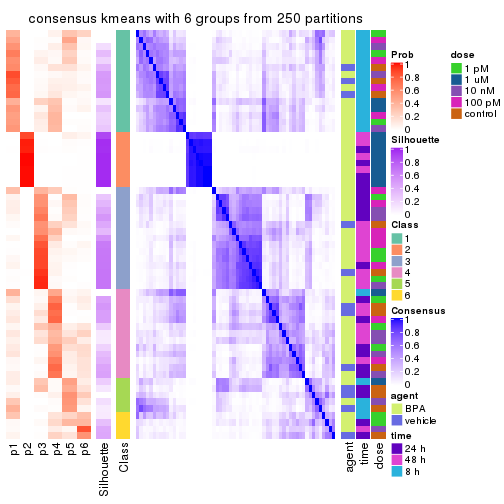 consensus kmeans with 6 groups from 250 partitions
Prob
1
0.8
0.6
0.4
0.2
0
dose
1 pM
1 uM
10 nM
100 pM
control
Silhouette
1
0.8
0.6
0.4
0.2
0
Class
1
2
3
4
5
6
Consensus
1
0.8
0.6
0.4
0.2
0
agent
BPA
vehicle
time
24 h
48 h
8 h
p1
p2
p3
p4
p5
p6
Silhouette
Class
agent
time
dose